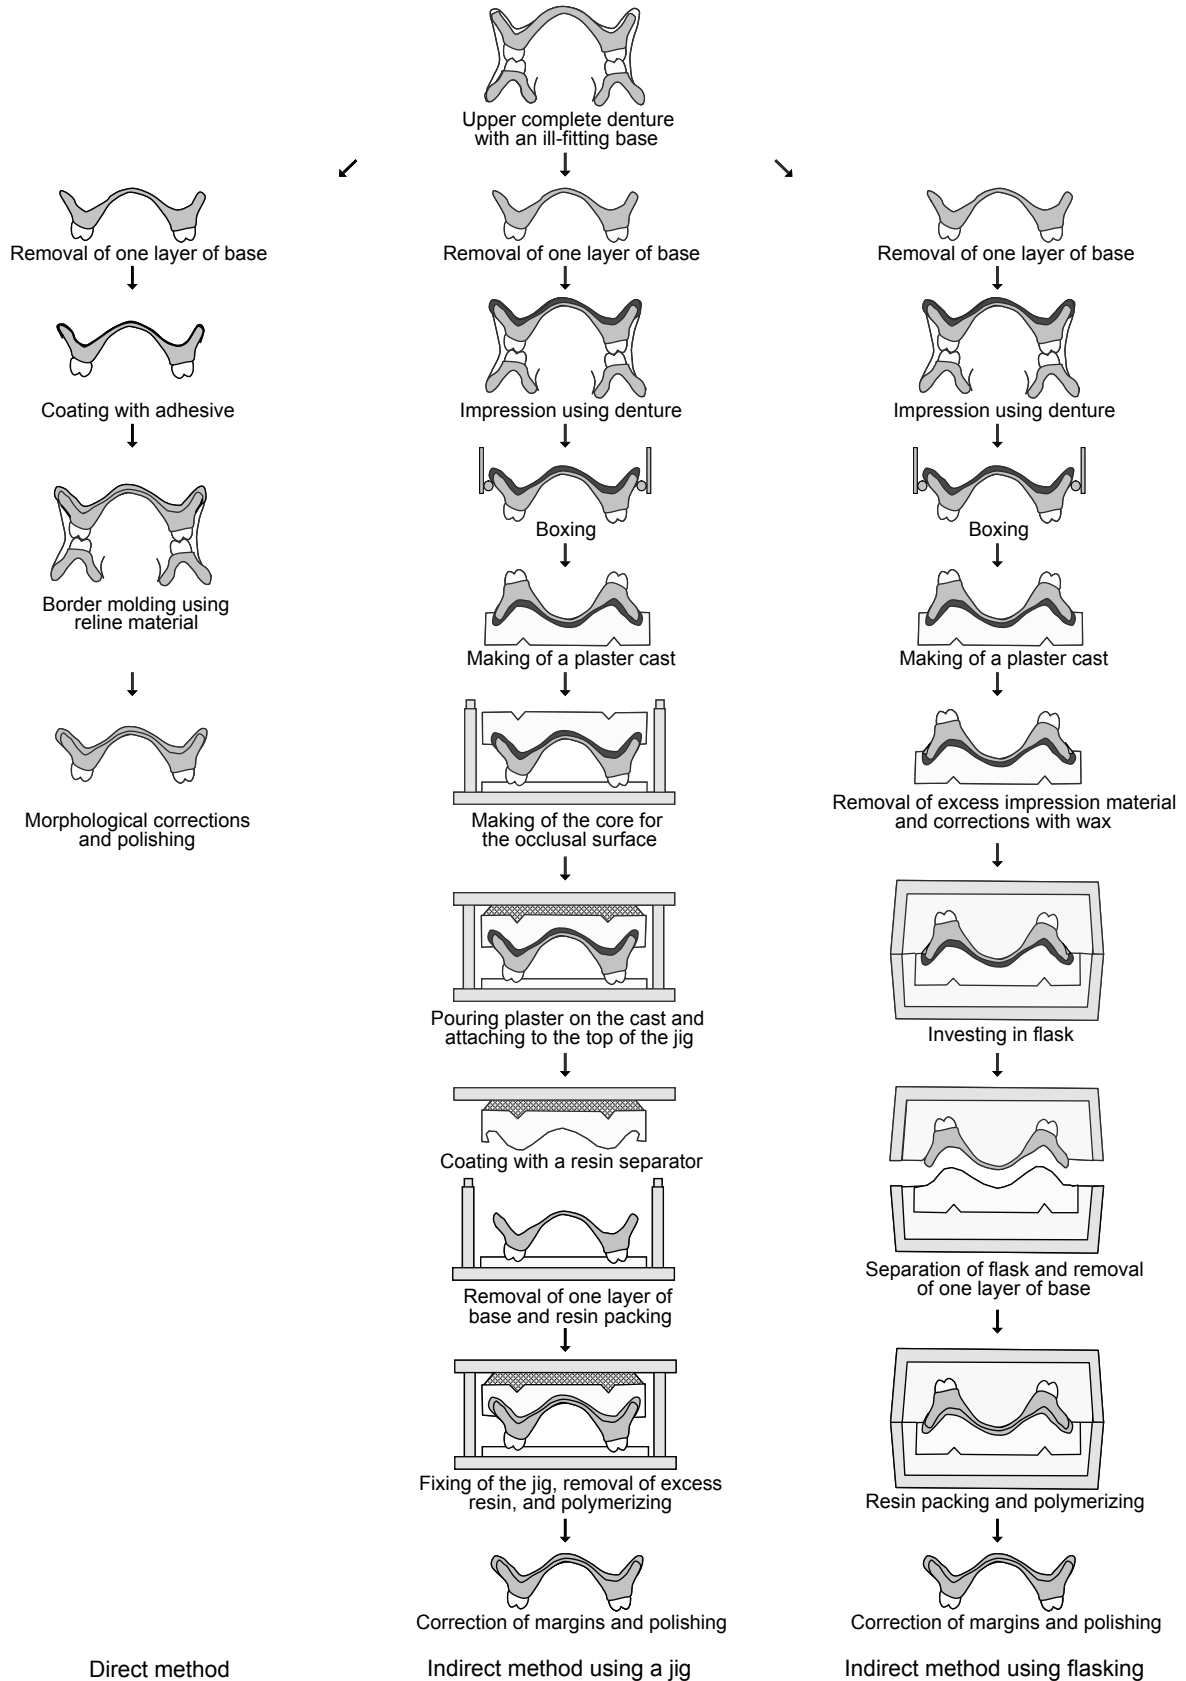 Upper complete denture
with an ill-fitting base
Removal of one layer of base
Coating with adhesive
Border molding using
reline material
Morphological corrections
and polishing
Direct method
Removal of one layer of base
Impression using denture
Boxing
Making of a plaster cast
Making of the core for
the occlusal surface
Pouring plaster on the cast and
attaching to the top of the jig
Coating with a resin separator
Removal of one layer of
base and resin packing
Fixing of the jig, removal of excess
resin, and polymerizing
Correction of margins and polishing
Indirect method using a jig
Removal of one layer of base
Impression using denture
Boxing
Making of a plaster cast
Removal of excess impression material
and corrections with wax
Investing in flask
Separation of flask and removal
of one layer of base
Resin packing and polymerizing
Correction of margins and polishing
Indirect method using flasking